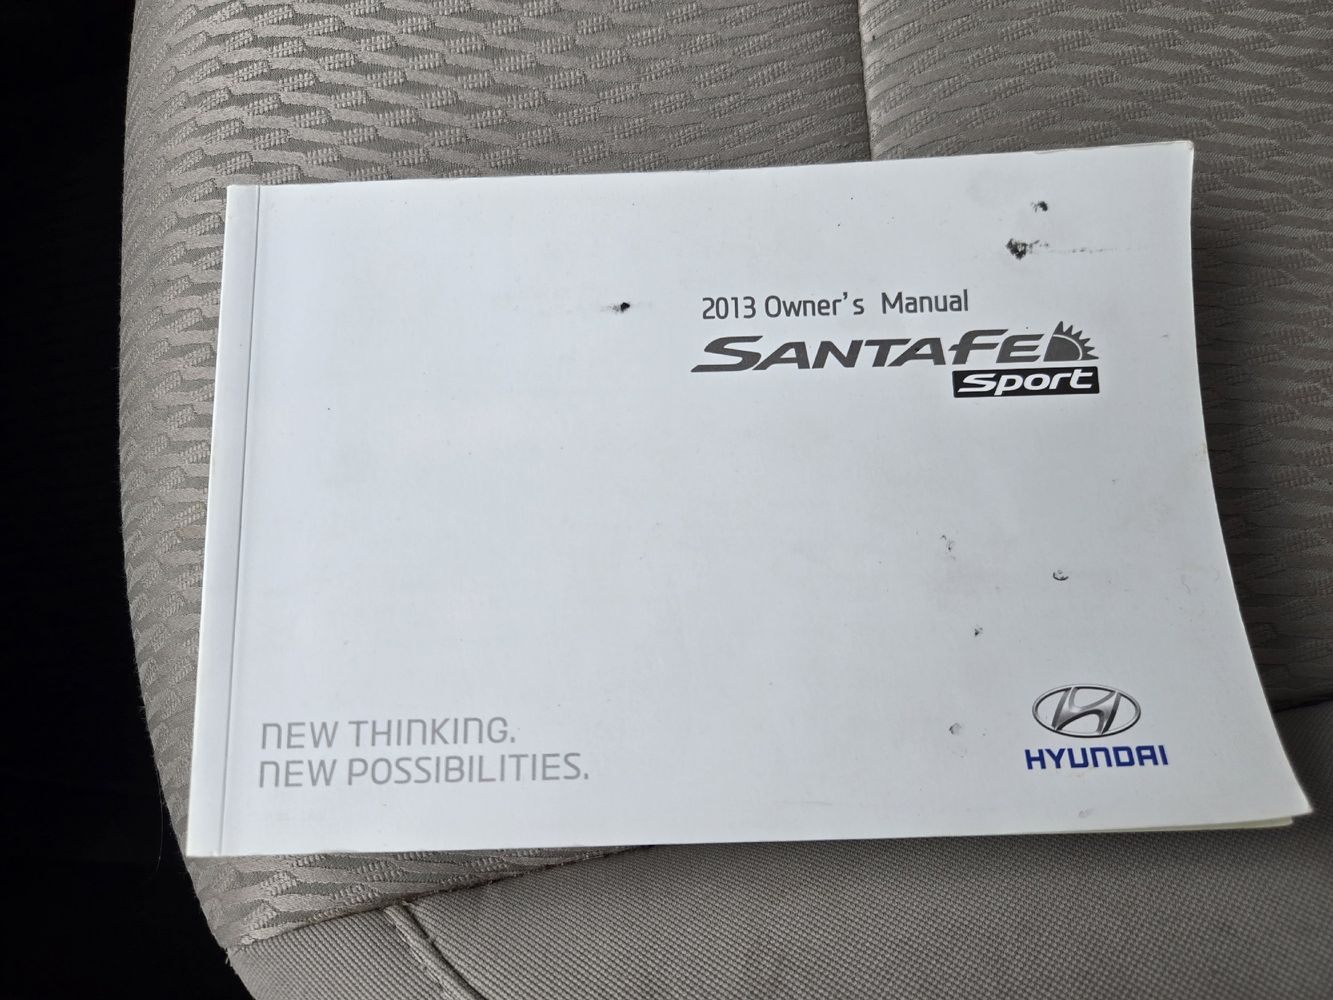 2013 Owner's Manual
SANTAFE
Sport
NEW THINKING.
NEW POSSIBILITIES.
HYUNDAI